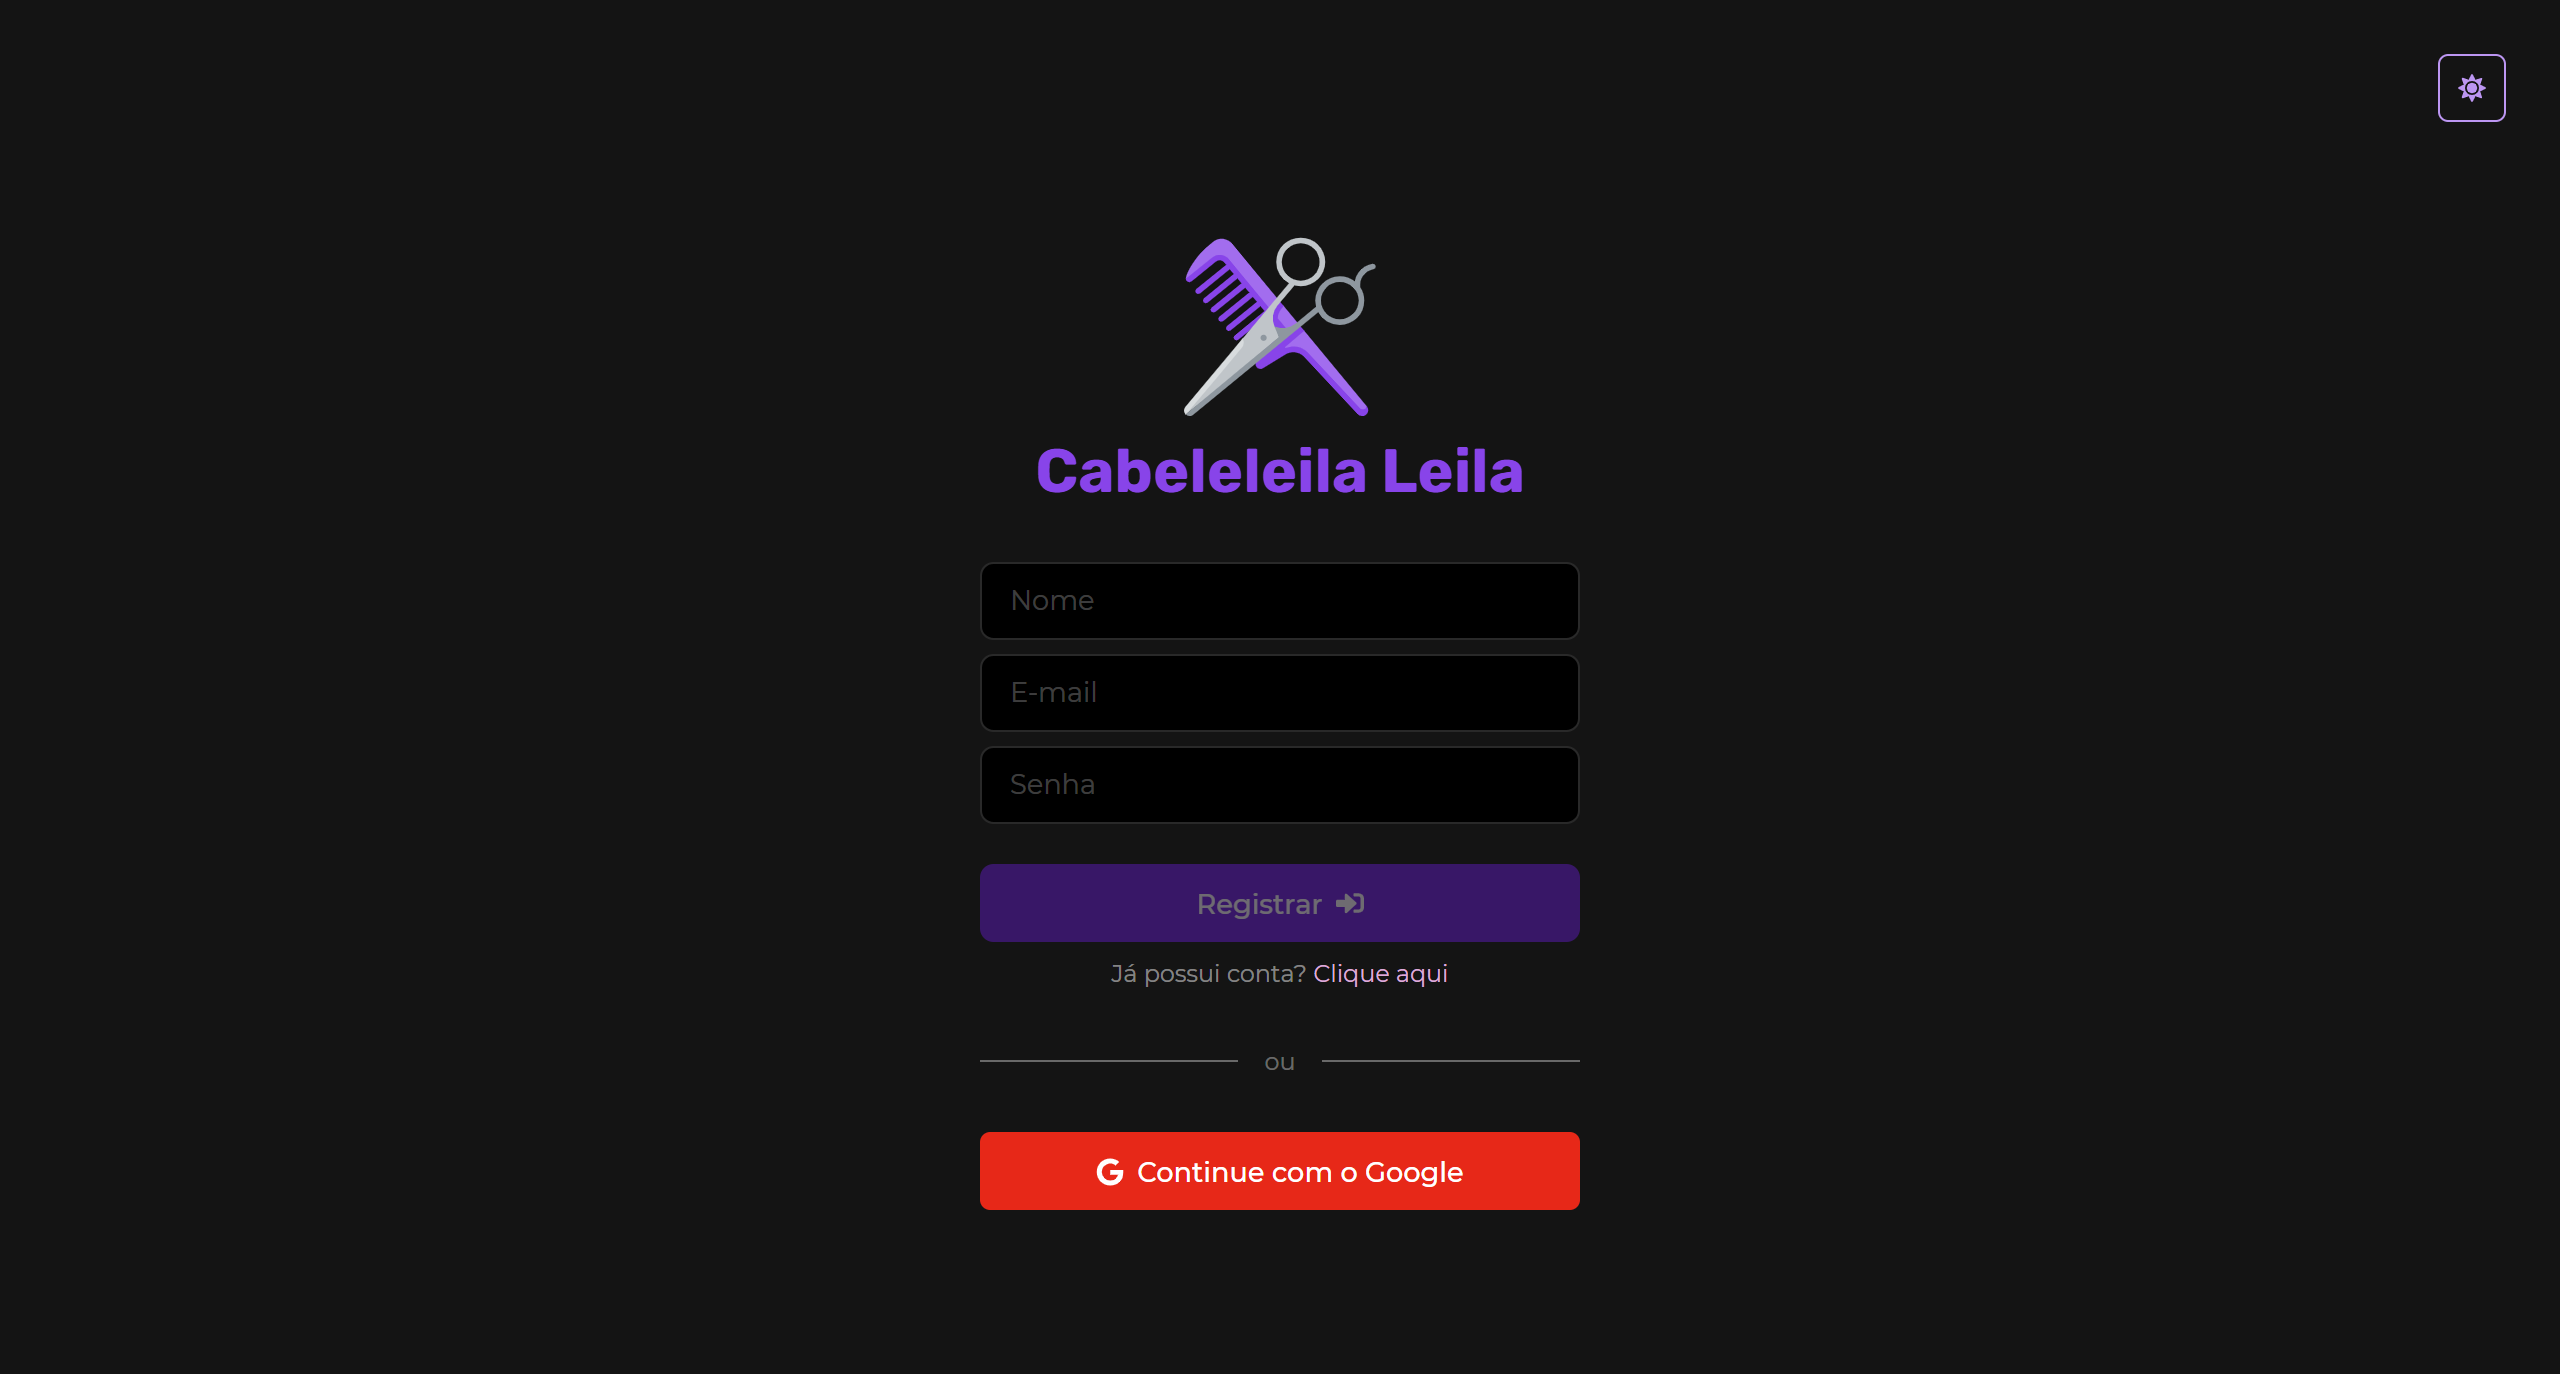 Cabeleleila Leila
Nome
E-mail
Senha
Registrar
Já possui conta? Clique aqui
ou
Continue com o Google